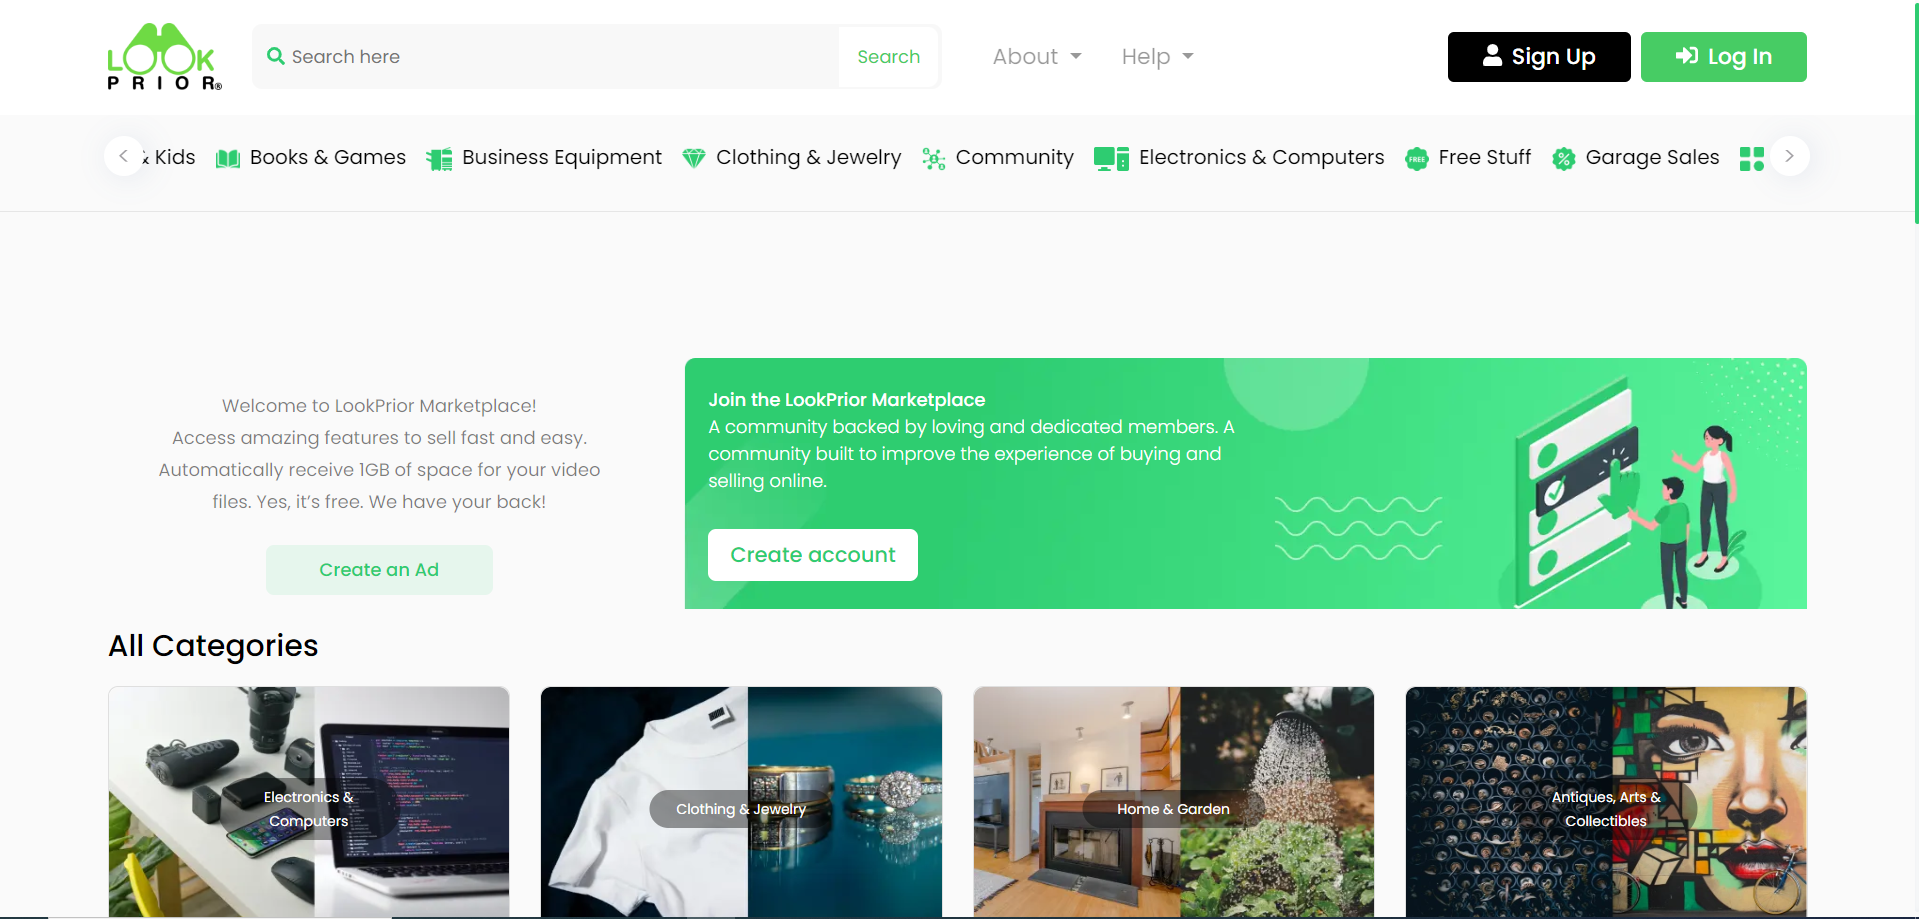 LOOK
PRIOR®
Search here
Search
About
Help
Sign Up
Log In
& Kids
Books & Games
Business Equipment
Clothing & Jewelry
Community
Electronics & Computers
FREE
Free Stuff
Garage Sales
Welcome to LookPrior Marketplace!
Access amazing features to sell fast and easy.
Automatically receive 1GB of space for your video
files. Yes, it’s free. We have your back!
Create an Ad
Join the LookPrior Marketplace
A community backed by loving and dedicated members. A
community built to improve the experience of buying and
selling online.
Create account
All Categories
Electronics &
Computers
Clothing & Jewelry
Home & Garden
Antiques, Arts &
Collectibles